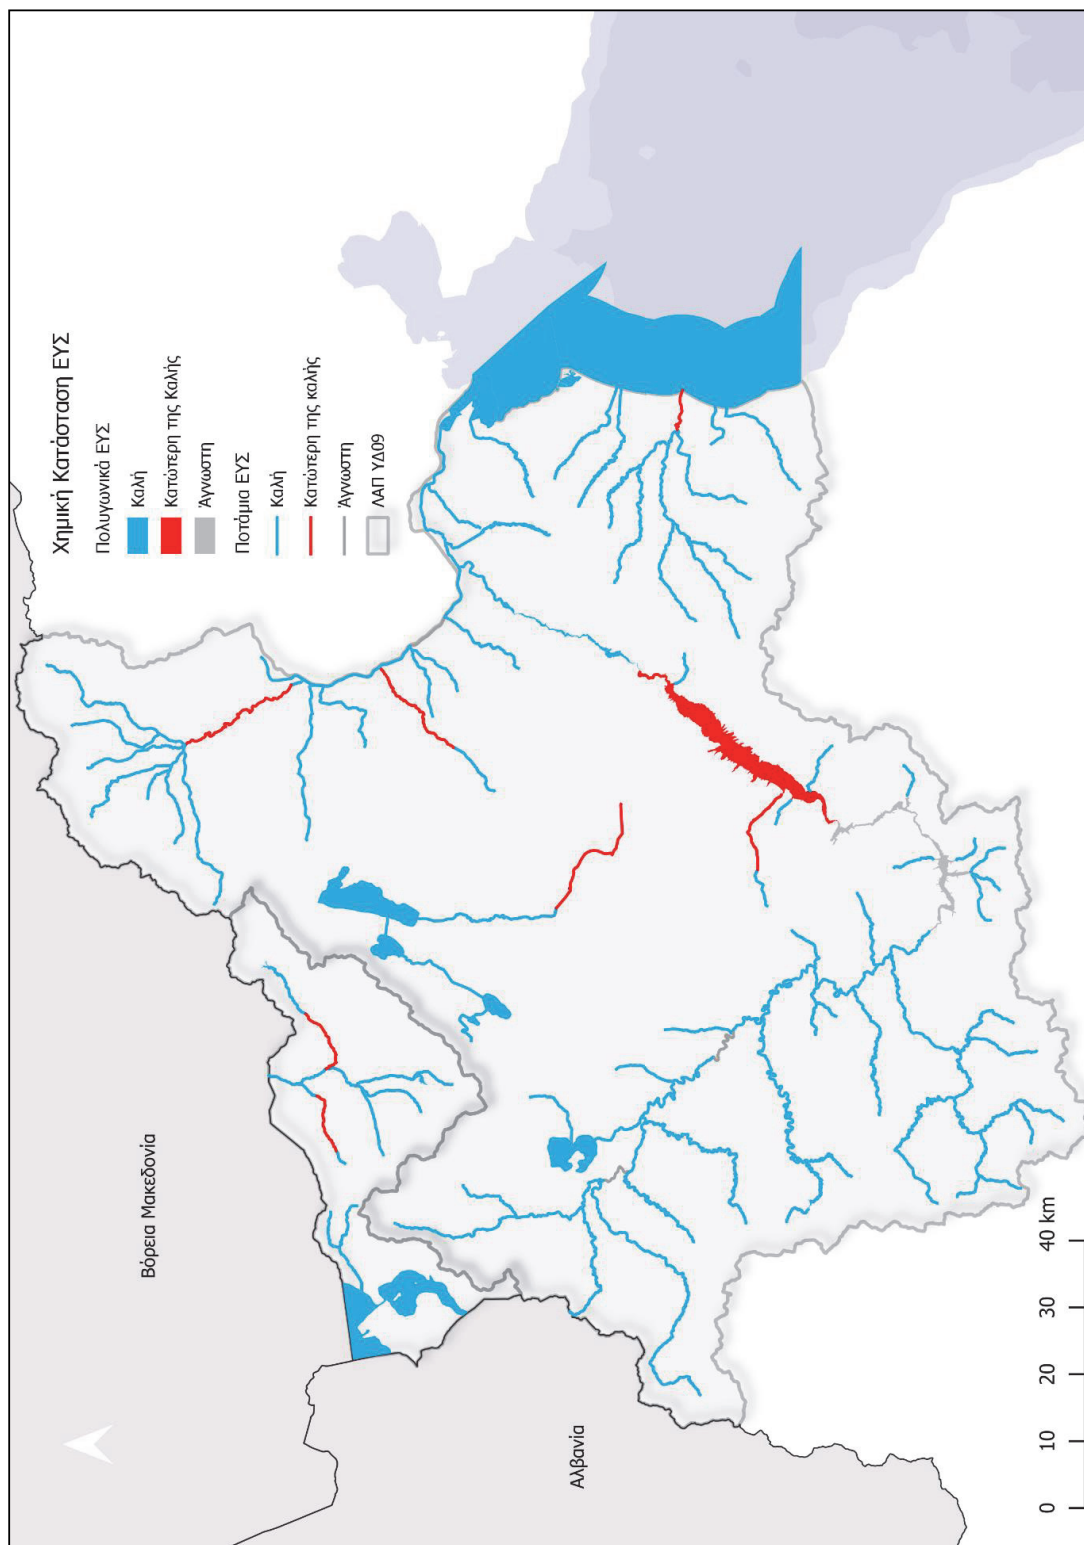 Χημική Κατάσταση ΕΥΣ
Πολυγωνικά ΕΥΣ
Καλή
Κατώτερη της Καλής
Άγνωστη
Ποτάμια ΕΥΣ
Καλή
Κατώτερη της καλής
Άγνωστη
ΛΑΠ ΥΔ09
Βόρεια Μακεδονία
Αλβανία
0 10 20 30 40 km